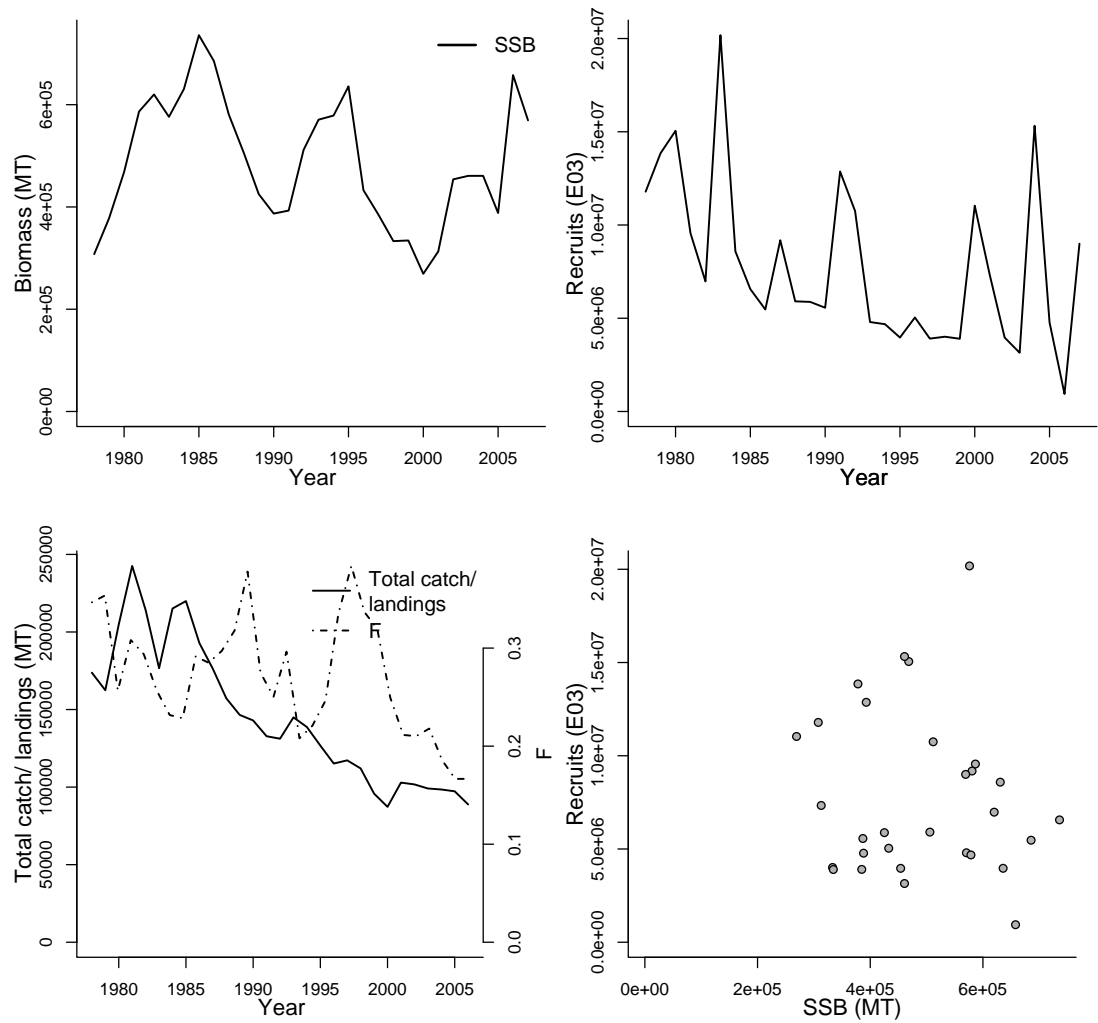 SSB
Biomass (MT)
0e+00 2e+05 4e+05 6e+05
1980 1985 1990 1995 2000 2005
Year
Recruits (E03)
0.0e+00 5.0e+06 1.0e+07 1.5e+07 2.0e+07
1980 1985 1990 1995 2000 2005
Year
Total catch/
landings
F
Total catch/ landings (MT)
0 50000 100000 150000 200000 250000
F
0.0 0.1 0.2 0.3
1980 1985 1990 1995 2000 2005
Year
Recruits (E03)
0.0e+00 5.0e+06 1.0e+07 1.5e+07 2.0e+07
0e+00 2e+05 4e+05 6e+05
SSB (MT)